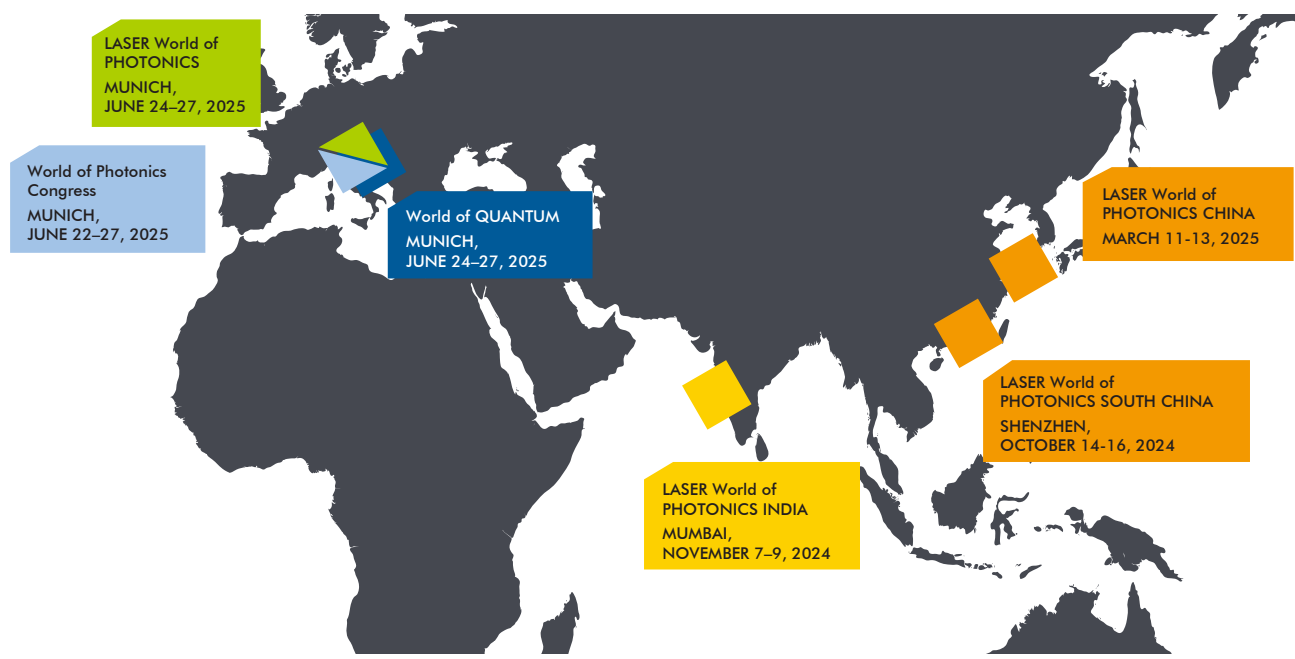 LASER World of
PHOTONICS
MUNICH,
JUNE 24–27, 2025
World of Photonics
Congress
MUNICH,
JUNE 22–27, 2025
World of QUANTUM
MUNICH,
JUNE 24–27, 2025
LASER World of
PHOTONICS CHINA
MARCH 11-13, 2025
LASER World of
PHOTONICS SOUTH CHINA
SHENZHEN,
OCTOBER 14-16, 2024
LASER World of
PHOTONICS INDIA
MUMBAI,
NOVEMBER 7–9, 2024